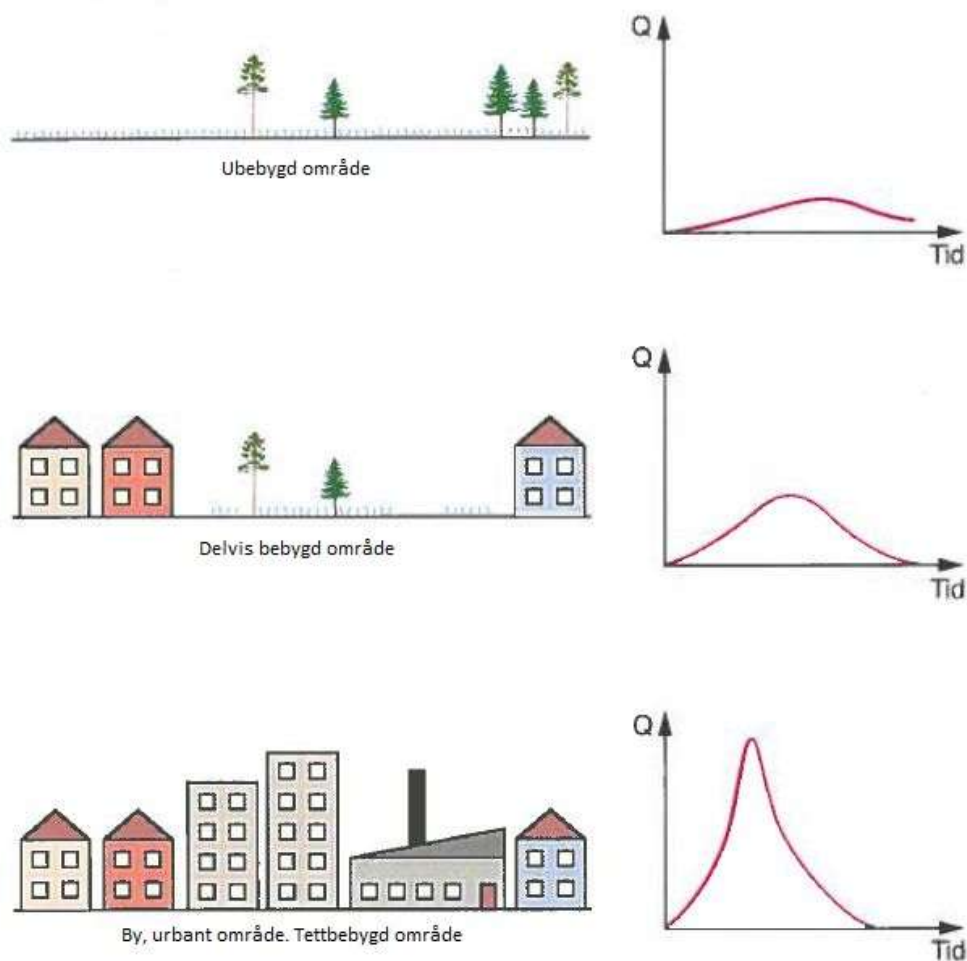 Q
Tid
Ubebygd område
Q
Tid
Delvis bebygd område
Q
Tid
By, urbant område. Tettbebygd område